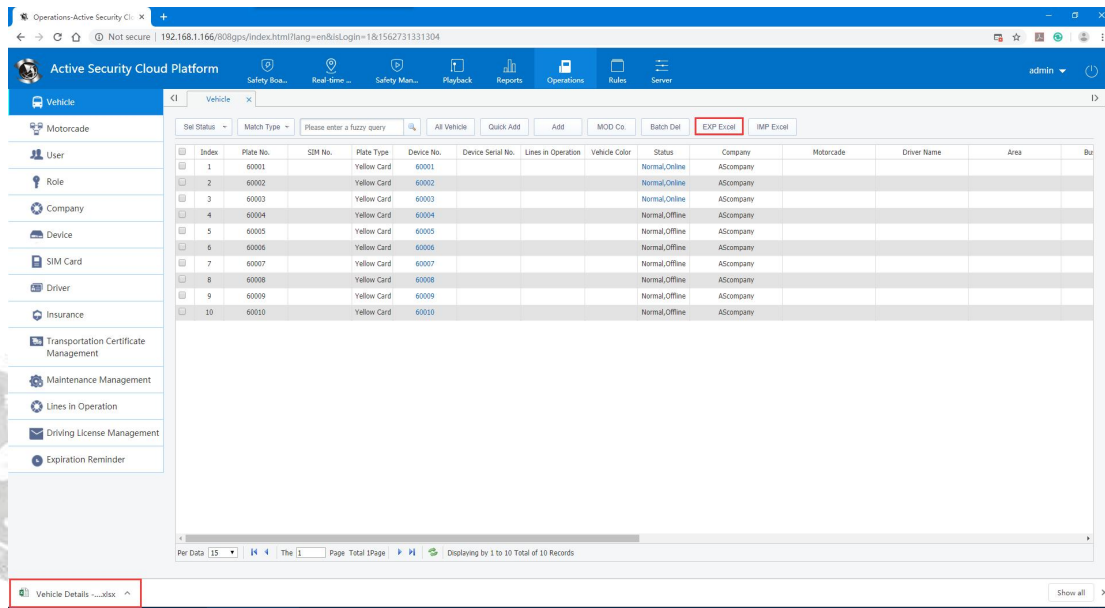 Operations-Active Security Clo
Not secure | 192.168.1.166/808gps/index.html?lang=en&isLogin=1&1562731331304
Active Security Cloud Platform
Safety Boa... Real-time ... Safety Man... Playback Reports Operations Rules Server
admin
Vehicle
Motorcade
User
Role
Company
Device
SIM Card
Driver
Insurance
Transportation Certificate
Management
Maintenance Management
Lines in Operation
Driving License Management
Expiration Reminder
Vehicle
Sel Status Match Type Please enter a fuzzy query All Vehicle Quick Add Add MOD Co. Batch Del EXP Excel IMP Excel
Index Plate No. SIM No. Plate Type Device No. Device Serial No. Lines in Operation Vehicle Color Status Company Motorcade Driver Name Area Bu
1 60001 Yellow Card 60001 Normal,Online AScompany
2 60002 Yellow Card 60002 Normal,Online AScompany
3 60003 Yellow Card 60003 Normal,Online AScompany
4 60004 Yellow Card 60004 Normal,Offline AScompany
5 60005 Yellow Card 60005 Normal,Offline AScompany
6 60006 Yellow Card 60006 Normal,Offline AScompany
7 60007 Yellow Card 60007 Normal,Offline AScompany
8 60008 Yellow Card 60008 Normal,Offline AScompany
9 60009 Yellow Card 60009 Normal,Offline AScompany
10 60010 Yellow Card 60010 Normal,Offline AScompany
Per Data 15 The 1 Page Total 1Page Displaying by 1 to 10 Total of 10 Records
Vehicle Details -....xlsx
Show all